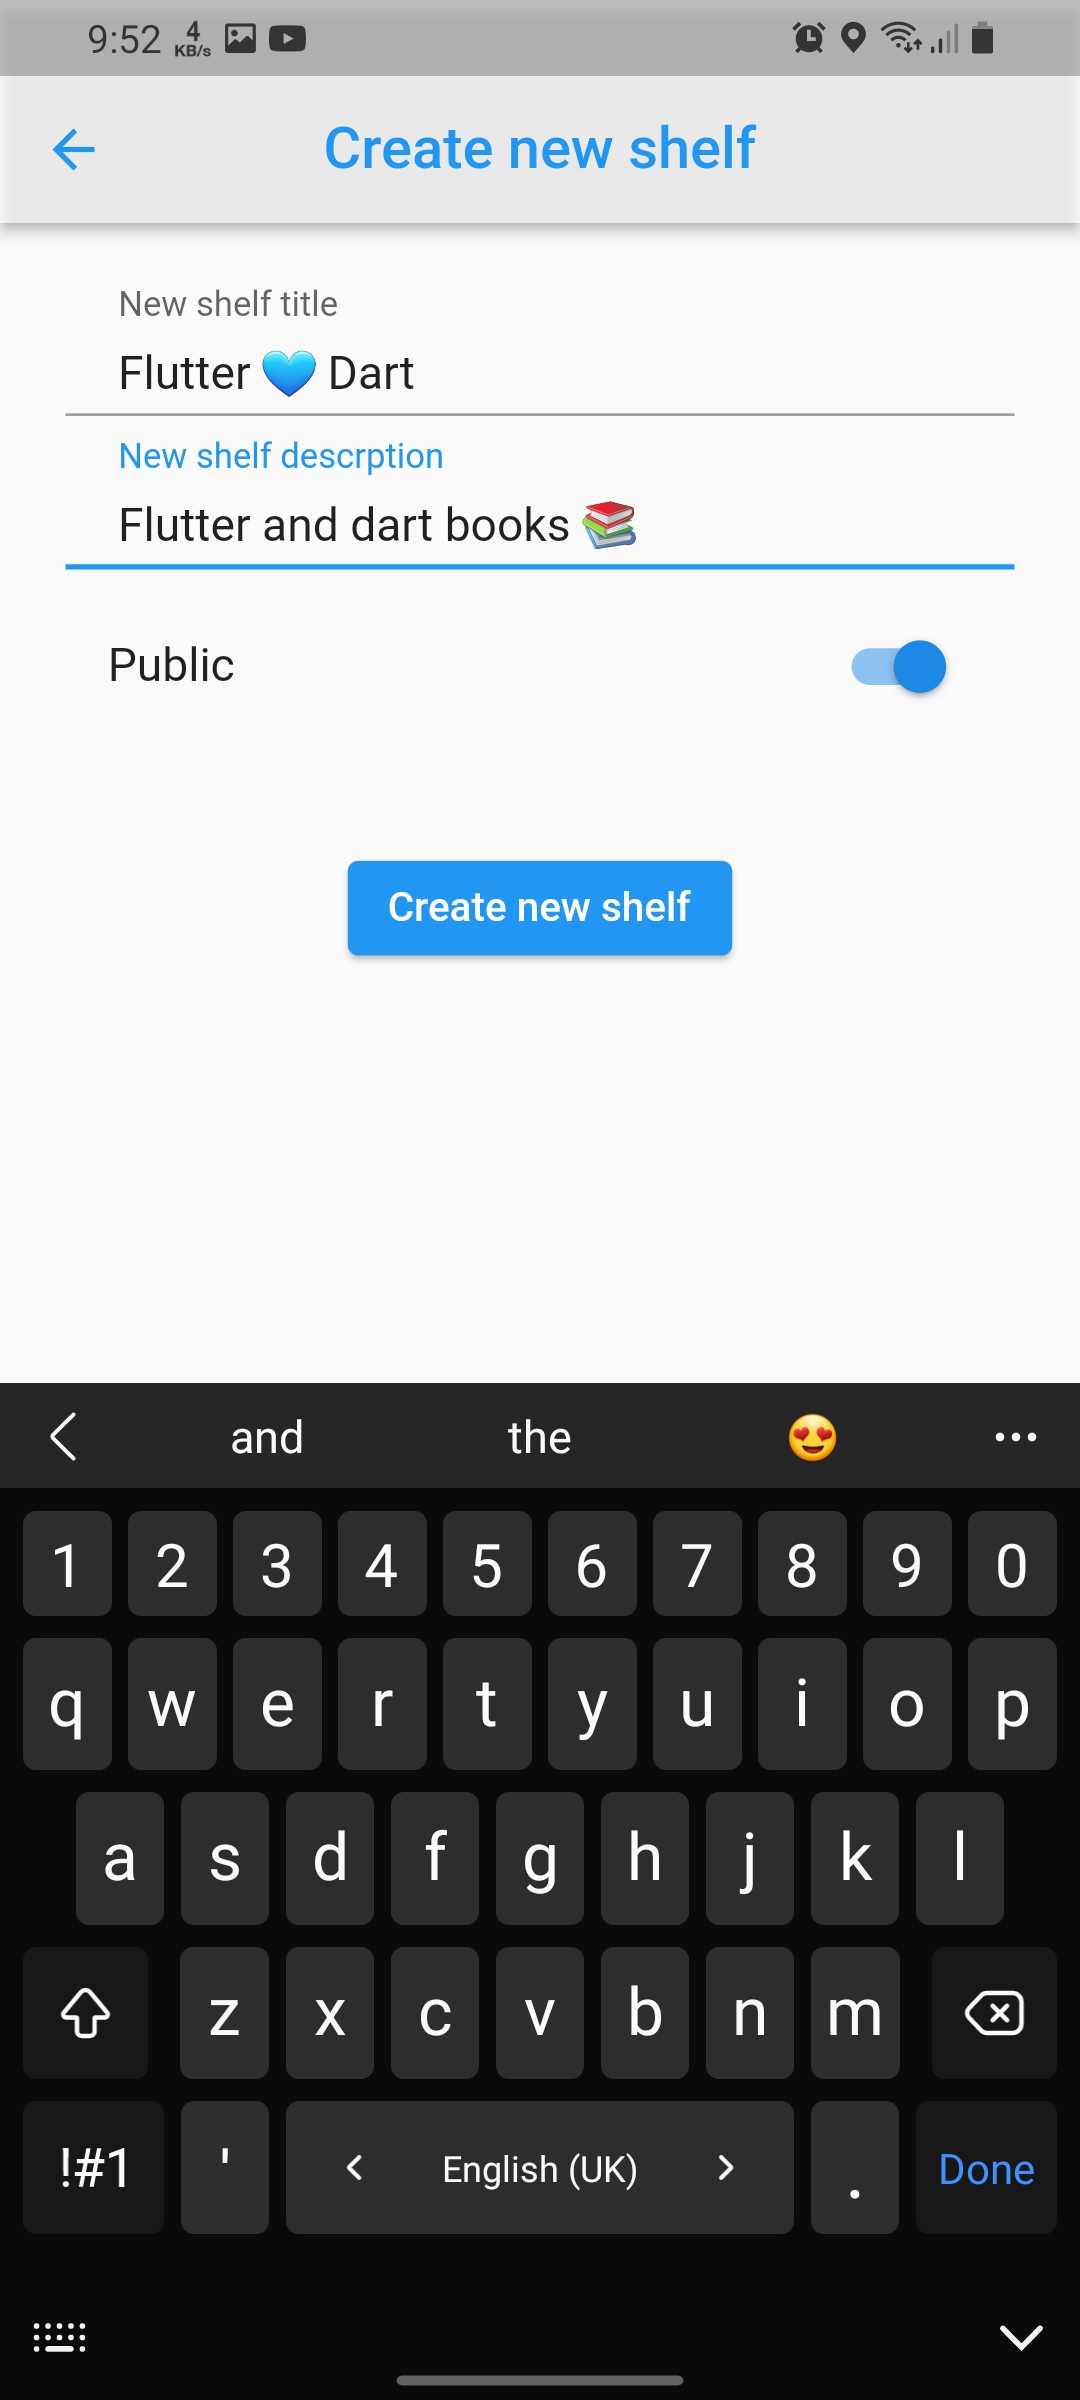 9:52 4 KB/s
Create new shelf
New shelf title
Flutter 💙 Dart
New shelf descrption
Flutter and dart books 📚
Public
Create new shelf
and the 😍 ...
1 2 3 4 5 6 7 8 9 0
q w e r t y u i o p
a s d f g h j k l
z x c v b n m
!#1 ' < English (UK) > . Done